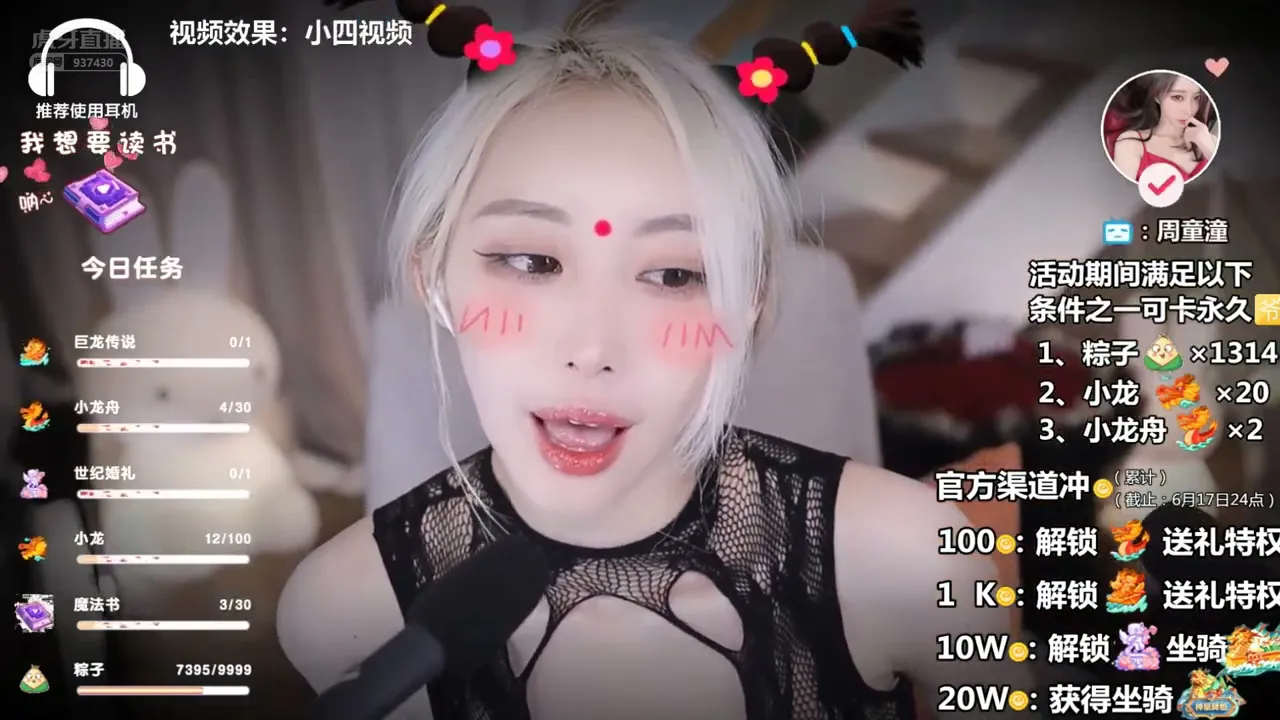 视频效果：小四视频
虎牙直播
937430
推荐使用耳机
我想要读书
哟~
今日任务
巨龙传说 0/1
小龙舟 4/30
世纪婚礼 0/1
小龙 12/100
魔法书 3/30
粽子 7395/9999
：周童潼
活动期间满足以下
条件之一可卡永久爷
1、粽子 ×1314
2、小龙 ×20
3、小龙舟 ×2
官方渠道冲（累计）
（截止：6月17日24点）
100：解锁 送礼特权
1 K：解锁 送礼特权
10W：解锁 坐骑
20W：获得坐骑